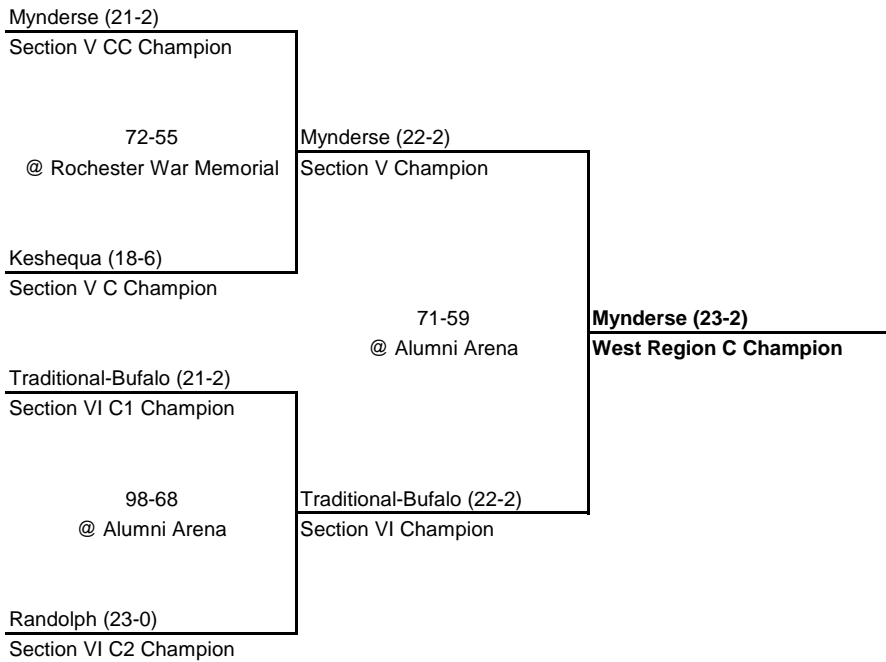 Mynderse (21-2)
Section V CC Champion
72-55
@ Rochester War Memorial
Mynderse (22-2)
Section V Champion
Keshequa (18-6)
Section V C Champion
71-59
@ Alumni Arena
Mynderse (23-2)
West Region C Champion
Traditional-Bufalo (21-2)
Section VI C1 Champion
98-68
@ Alumni Arena
Traditional-Bufalo (22-2)
Section VI Champion
Randolph (23-0)
Section VI C2 Champion